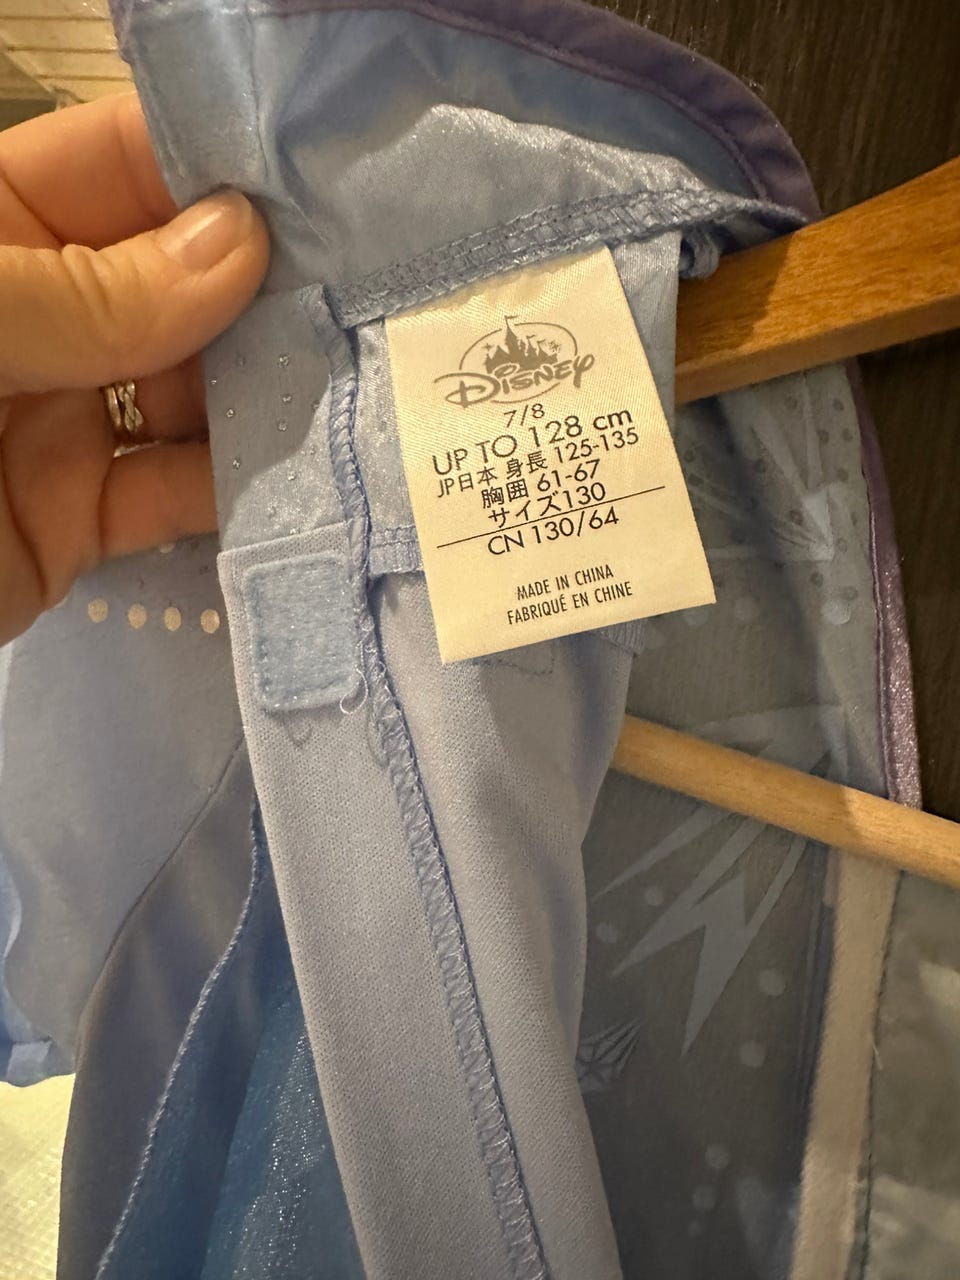 Disney
7/8
UP TO 128 cm
JP日本 身長 125-135
胸囲 61-67
サイズ130
CN 130/64
MADE IN CHINA
FABRIQUÉ EN CHINE